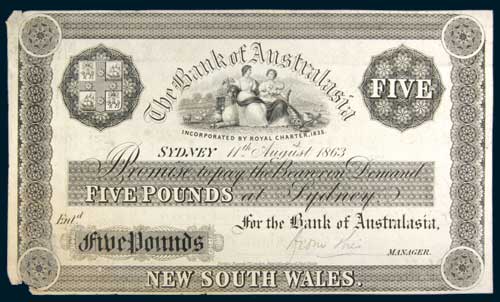 The Bank of Australasia
FIVE
INCORPORATED BY ROYAL CHARTER, 1835.
SYDNEY 11th August 1863
Promise to pay the Bearer on Demand
FIVE POUNDS at Sydney
Entd For the Bank of Australasia,
Five Pounds
MANAGER.
NEW SOUTH WALES.